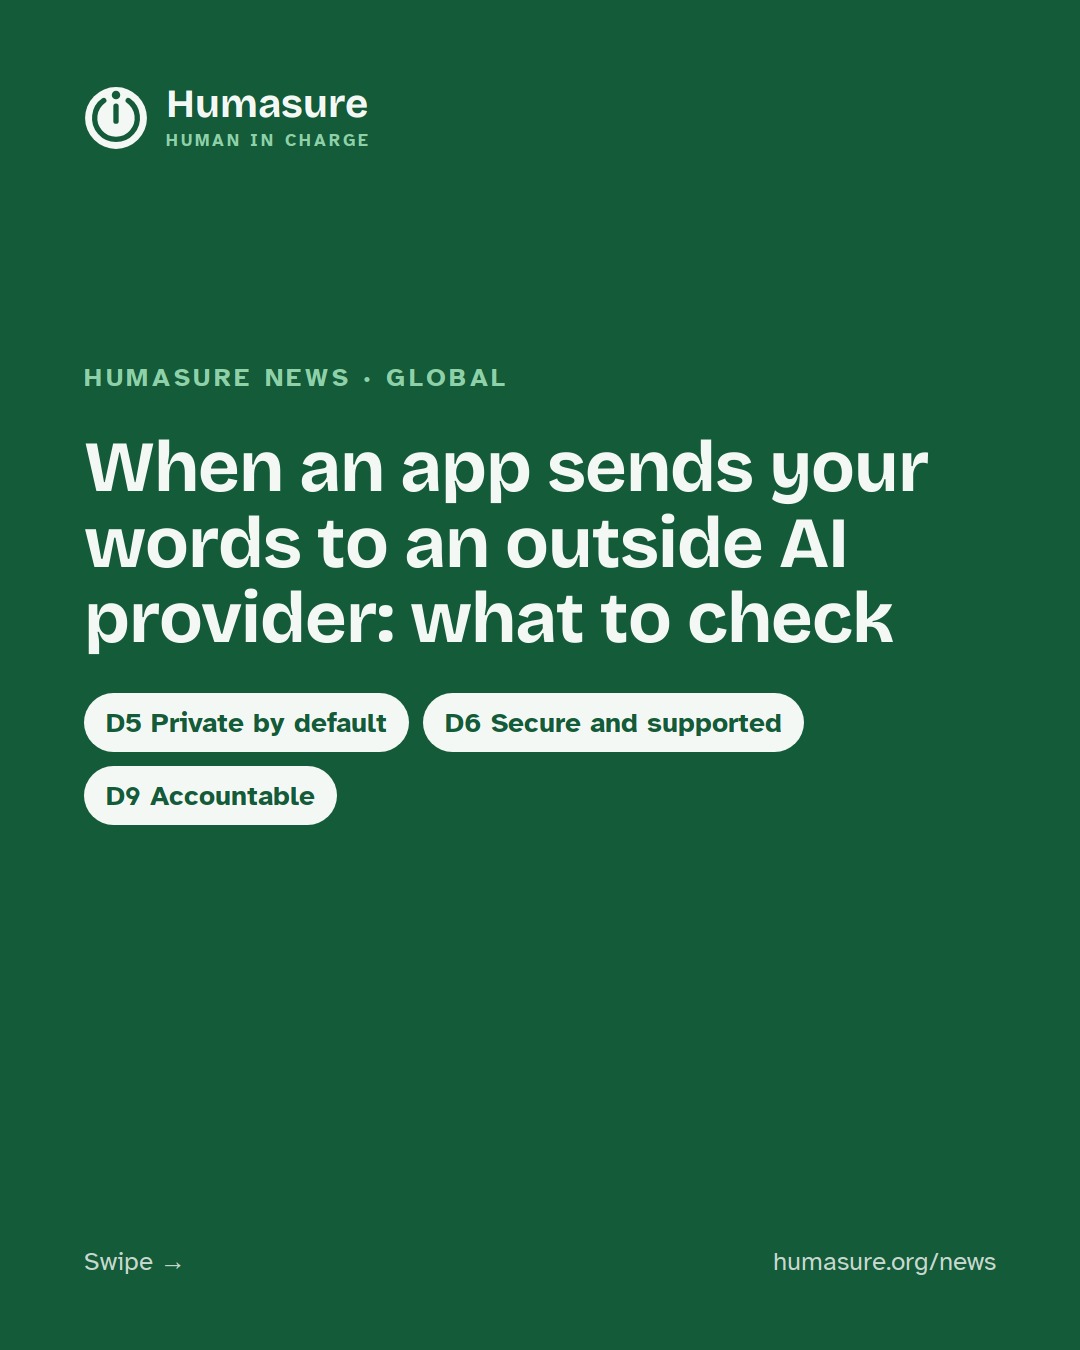 Humasure
HUMAN IN CHARGE
HUMASURE NEWS · GLOBAL
When an app sends your
words to an outside AI
provider: what to check
D5 Private by default
D6 Secure and supported
D9 Accountable
Swipe →
humasure.org/news